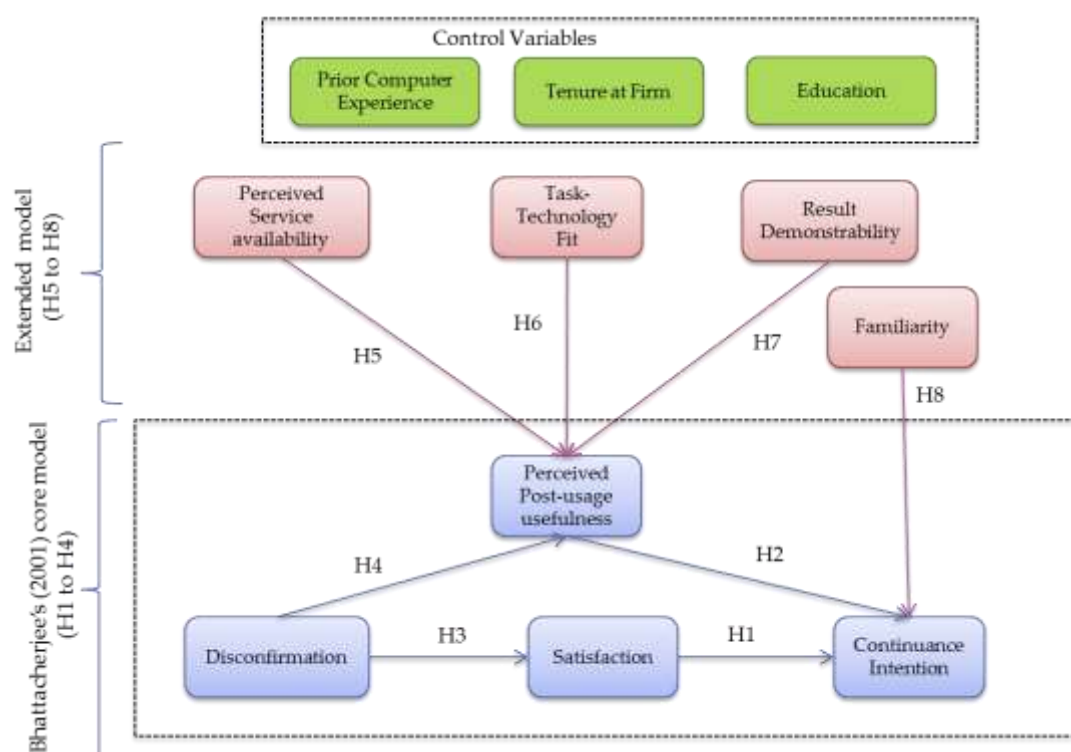 Control Variables
Prior Computer
Experience
Tenure at Firm
Education
Extended model
(H5 to H8)
Perceived
Service
availability
Task-
Technology
Fit
Result
Demonstrability
Familiarity
H5
H6
H7
H8
Bhattacherjee's (2001) core model
(H1 to H4)
Perceived
Post-usage
usefulness
H4
H2
Disconfirmation
H3
Satisfaction
H1
Continuance
Intention